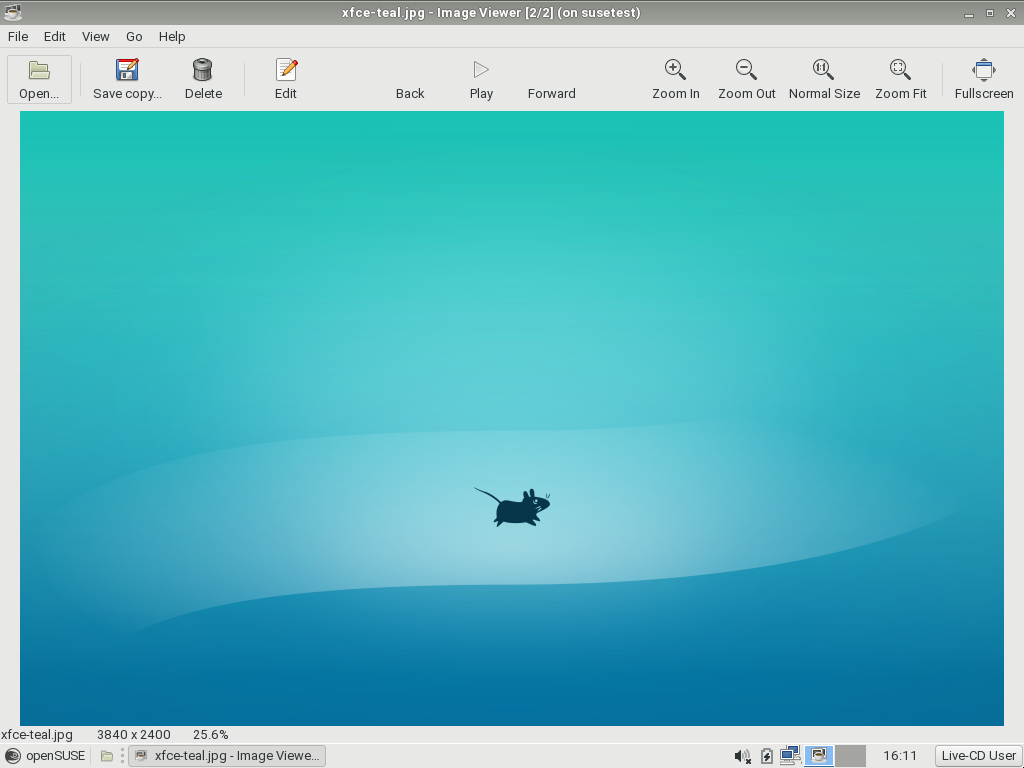 xfce-teal.jpg - Image Viewer [2/2] (on susetest)
File Edit View Go Help
Open... Save copy... Delete Edit Back Play Forward Zoom In Zoom Out Normal Size Zoom Fit Fullscreen
xfce-teal.jpg 3840 x 2400 25.6%
openSUSE xfce-teal.jpg - Image Viewe... 16:11 Live-CD User